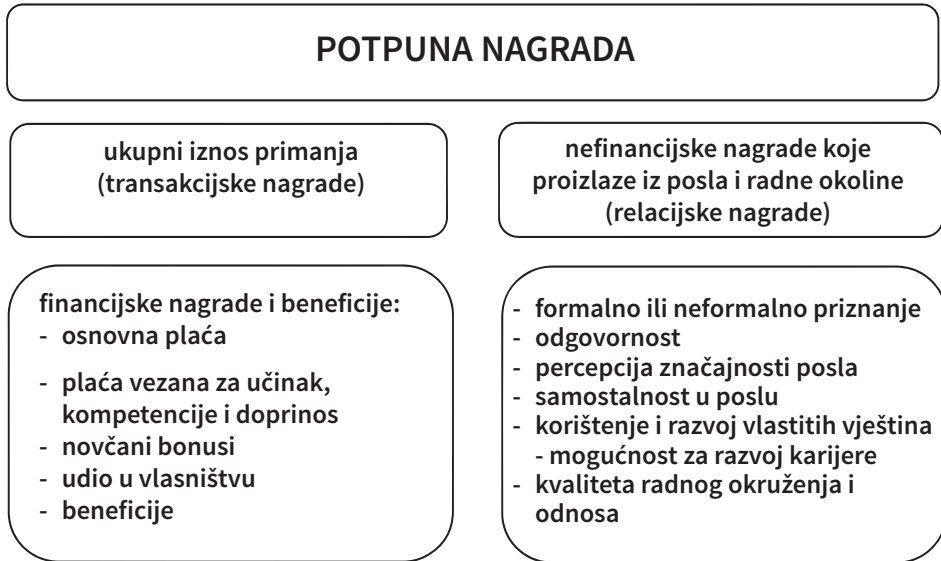 POTPUNA NAGRADA
ukupni iznos primanja
(transakcijske nagrade)
nefinancijske nagrade koje
proizlaze iz posla i radne okoline
(relacijske nagrade)
financijske nagrade i beneficije:
- osnovna plaća
- plaća vezana za učinak,
kompetencije i doprinos
- novčani bonusi
- udio u vlasništvu
- beneficije
- formalno ili neformalno priznanje
- odgovornost
- percepcija značajnosti posla
- samostalnost u poslu
- korištenje i razvoj vlastitih vještina
- mogućnost za razvoj karijere
- kvaliteta radnog okruženja i
odnosa